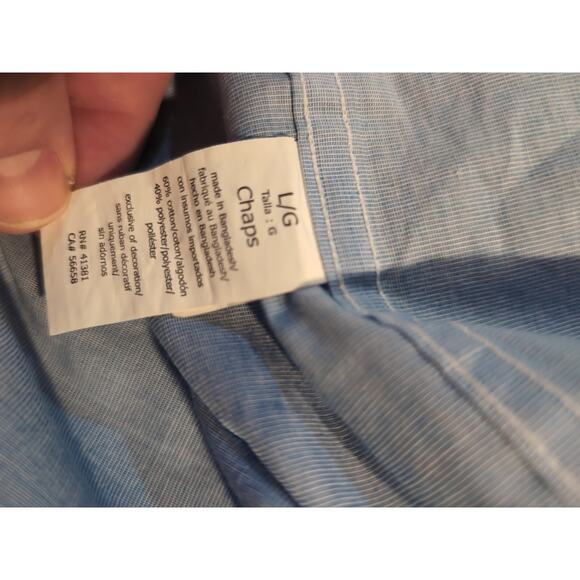 L/G
Talla : G
Chaps
made in Bangladesh/
fabriqué au Bangladesh/
hecho en Bangladesh
con insumos importados
60% cotton/coton/algodón
40% polyester/polyester/
poliéster
exclusive of decoration/
sans ruban décoratif
uniquement/
sin adornos
RN# 41381
CA# 56658